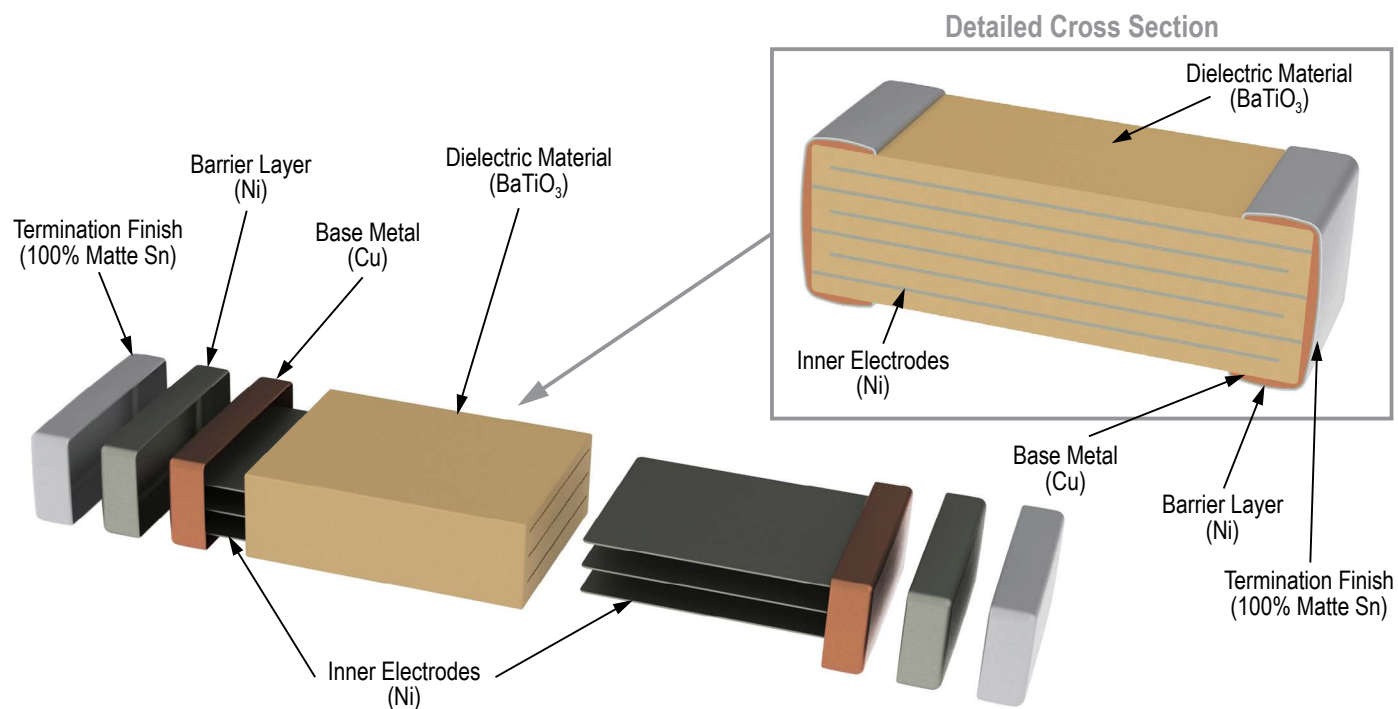 Detailed Cross Section
Dielectric Material
(BaTiO₃)
Inner Electrodes
(Ni)
Base Metal
(Cu)
Barrier Layer
(Ni)
Termination Finish
(100% Matte Sn)
Termination Finish
(100% Matte Sn)
Barrier Layer
(Ni)
Base Metal
(Cu)
Dielectric Material
(BaTiO₃)
Inner Electrodes
(Ni)